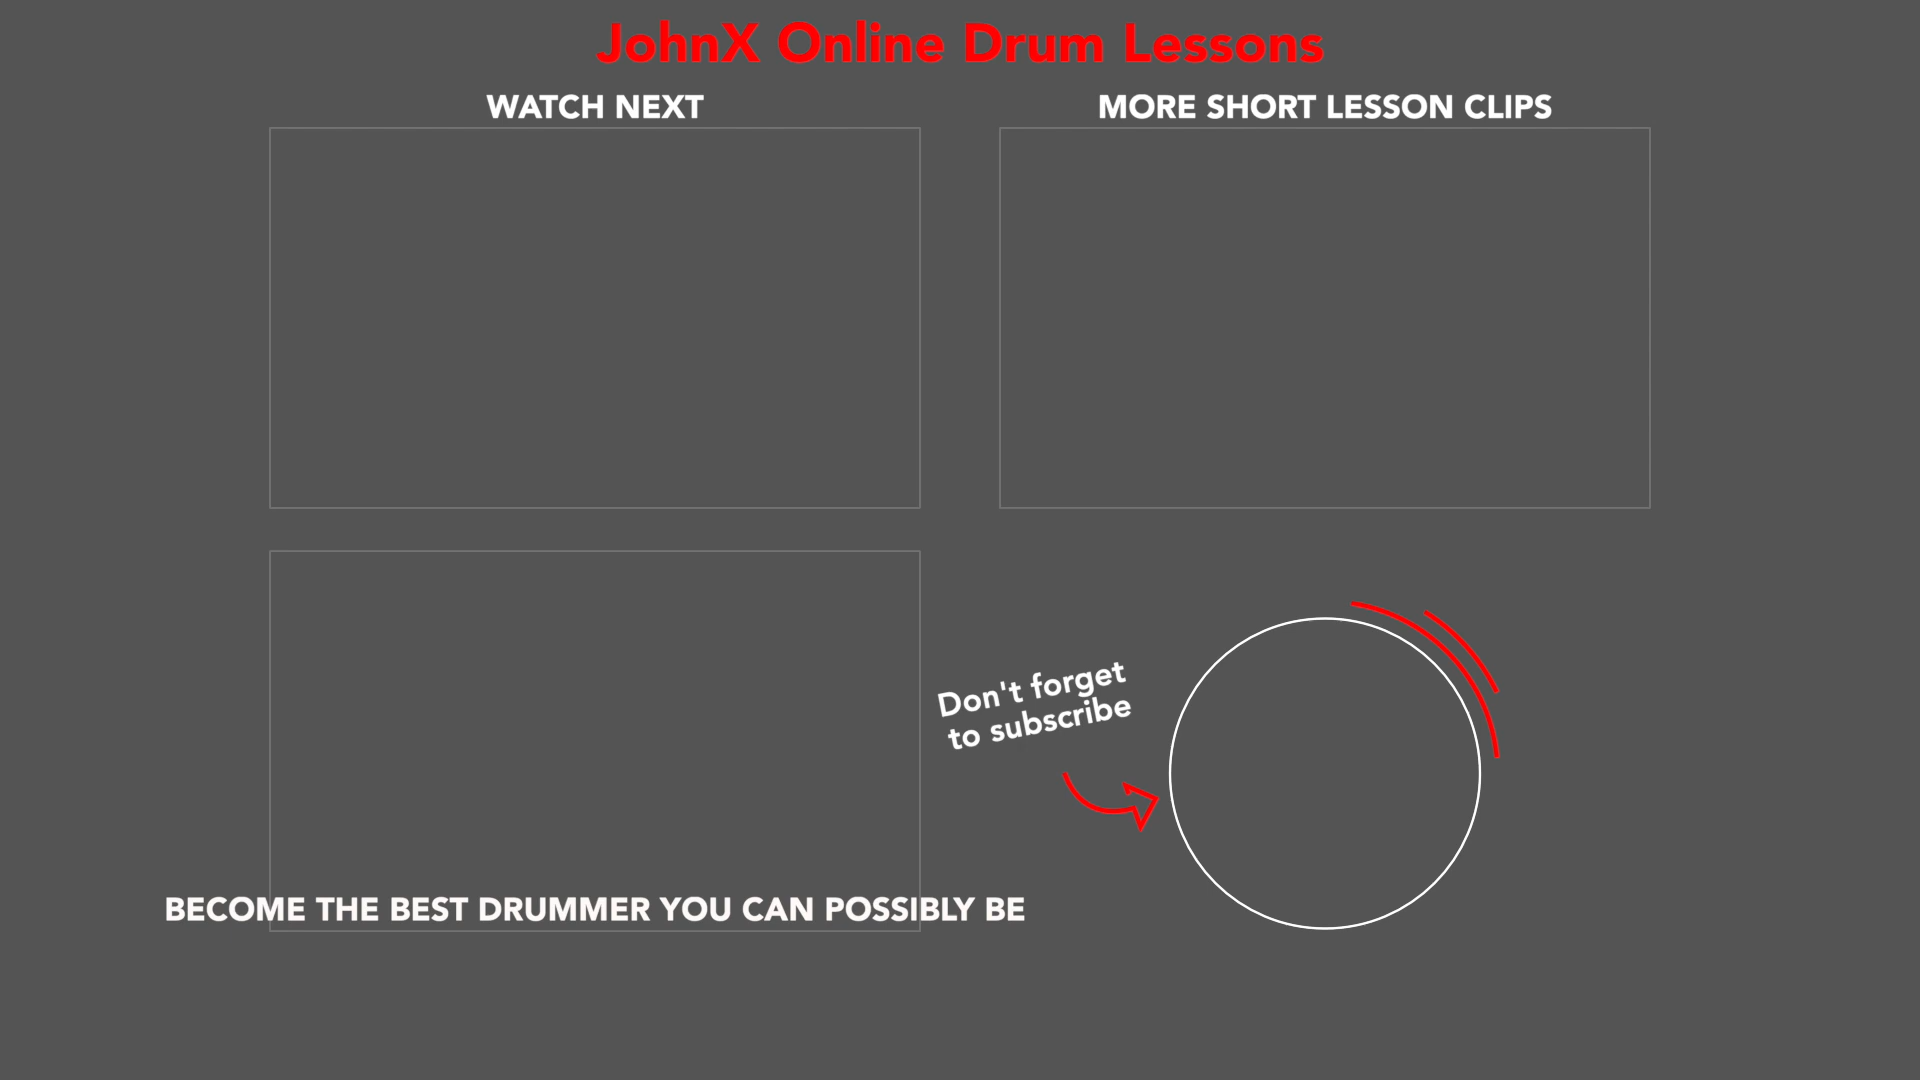 JohnX Online Drum Lessons
WATCH NEXT
MORE SHORT LESSON CLIPS
Don't forget
to subscribe
BECOME THE BEST DRUMMER YOU CAN POSSIBLY BE